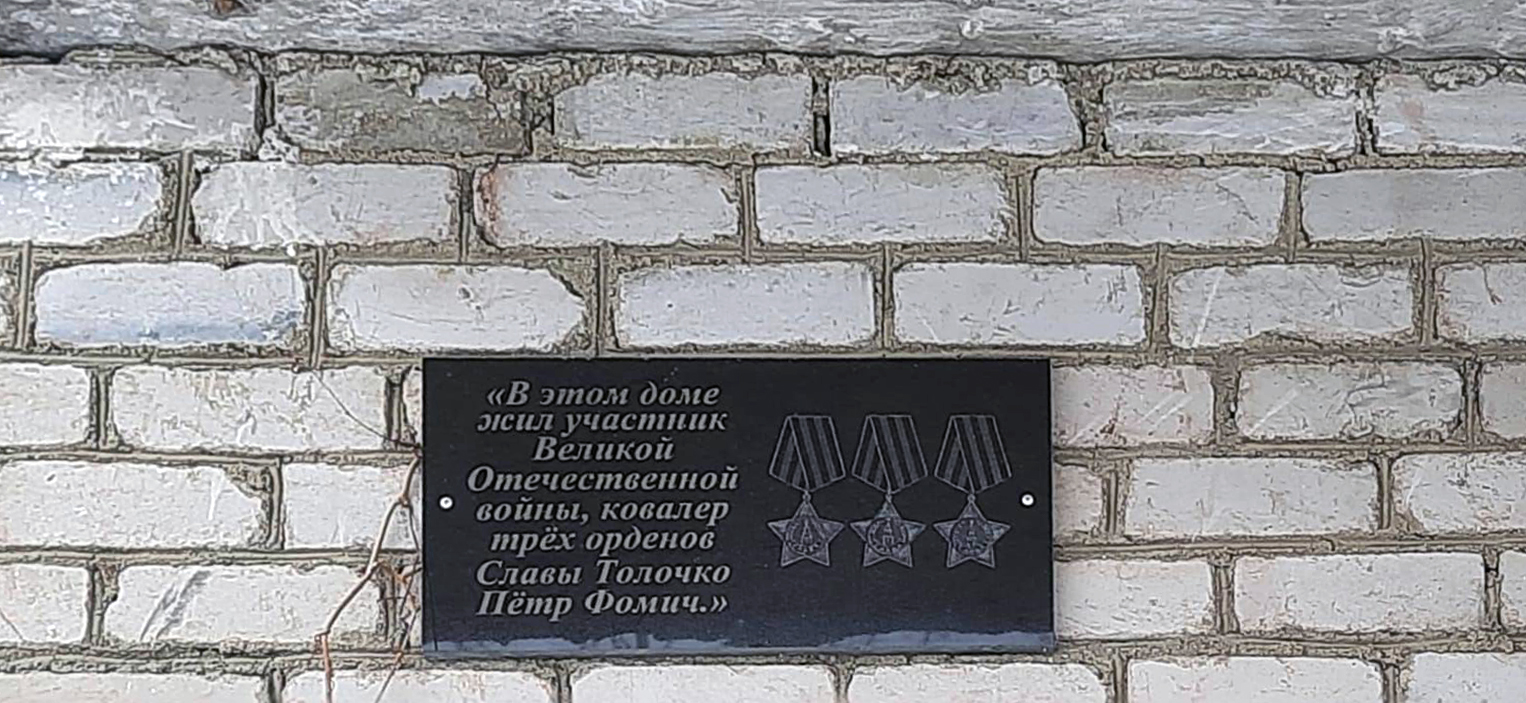 «В этом доме
жил участник
Великой
Отечественной
войны, ковалер
трёх орденов
Славы Толочко
Пётр Фомич.»